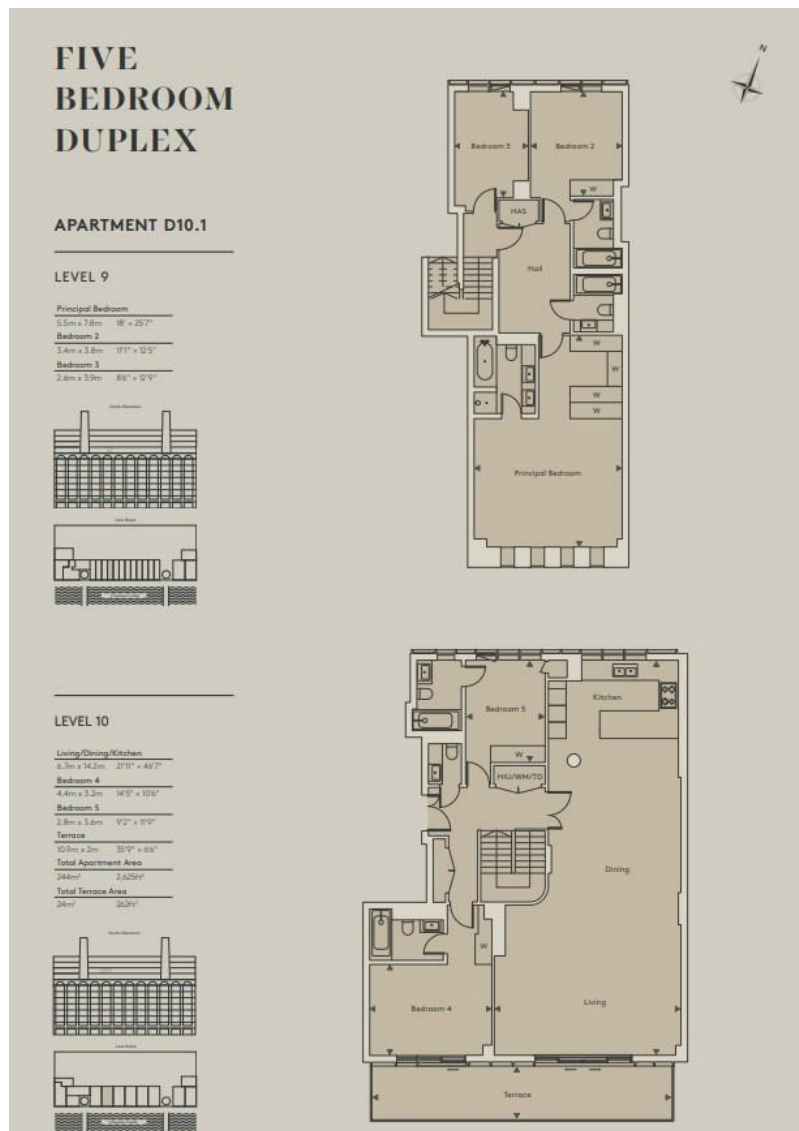 FIVE
BEDROOM
DUPLEX
APARTMENT D10.1
LEVEL 9
Principal Bedroom
5.5m x 7.8m 18' x 25'7"
Bedroom 2
3.4m x 3.8m 11'1" x 12'5"
Bedroom 3
2.6m x 3.9m 8'6" x 12'9"
N
Bedroom 3
Bedroom 2
W
HAS
Hall
W
W
W
W
Principal Bedroom
LEVEL 10
Living/Dining/Kitchen
6.7m x 14.2m 21'11" x 46'7"
Bedroom 4
4.4m x 3.2m 14'5" x 10'6"
Bedroom 5
2.8m x 3.6m 9'2" x 11'9"
Terrace
10.9m x 2m 35'9" x 6'6"
Total Apartment Area
244m² 2,625ft²
Total Terrace Area
24m² 262ft²
Bedroom 5
Kitchen
W
HIU/WM/TD
Dining
W
Bedroom 4
Living
Terrace